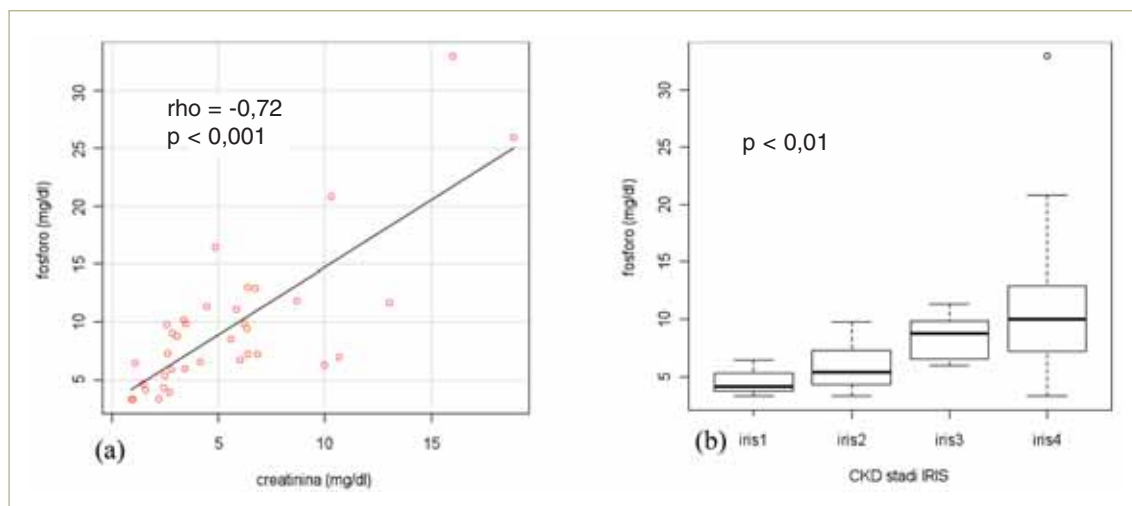 rho = -0,72
p < 0,001
fosforo (mg/dl)
30
25
20
15
10
5
5
10
15
creatinina (mg/dl)
(a)
p < 0,01
fosforo (mg/dl)
30
25
20
15
10
5
iris1
iris2
iris3
iris4
CKD stadi IRIS
(b)